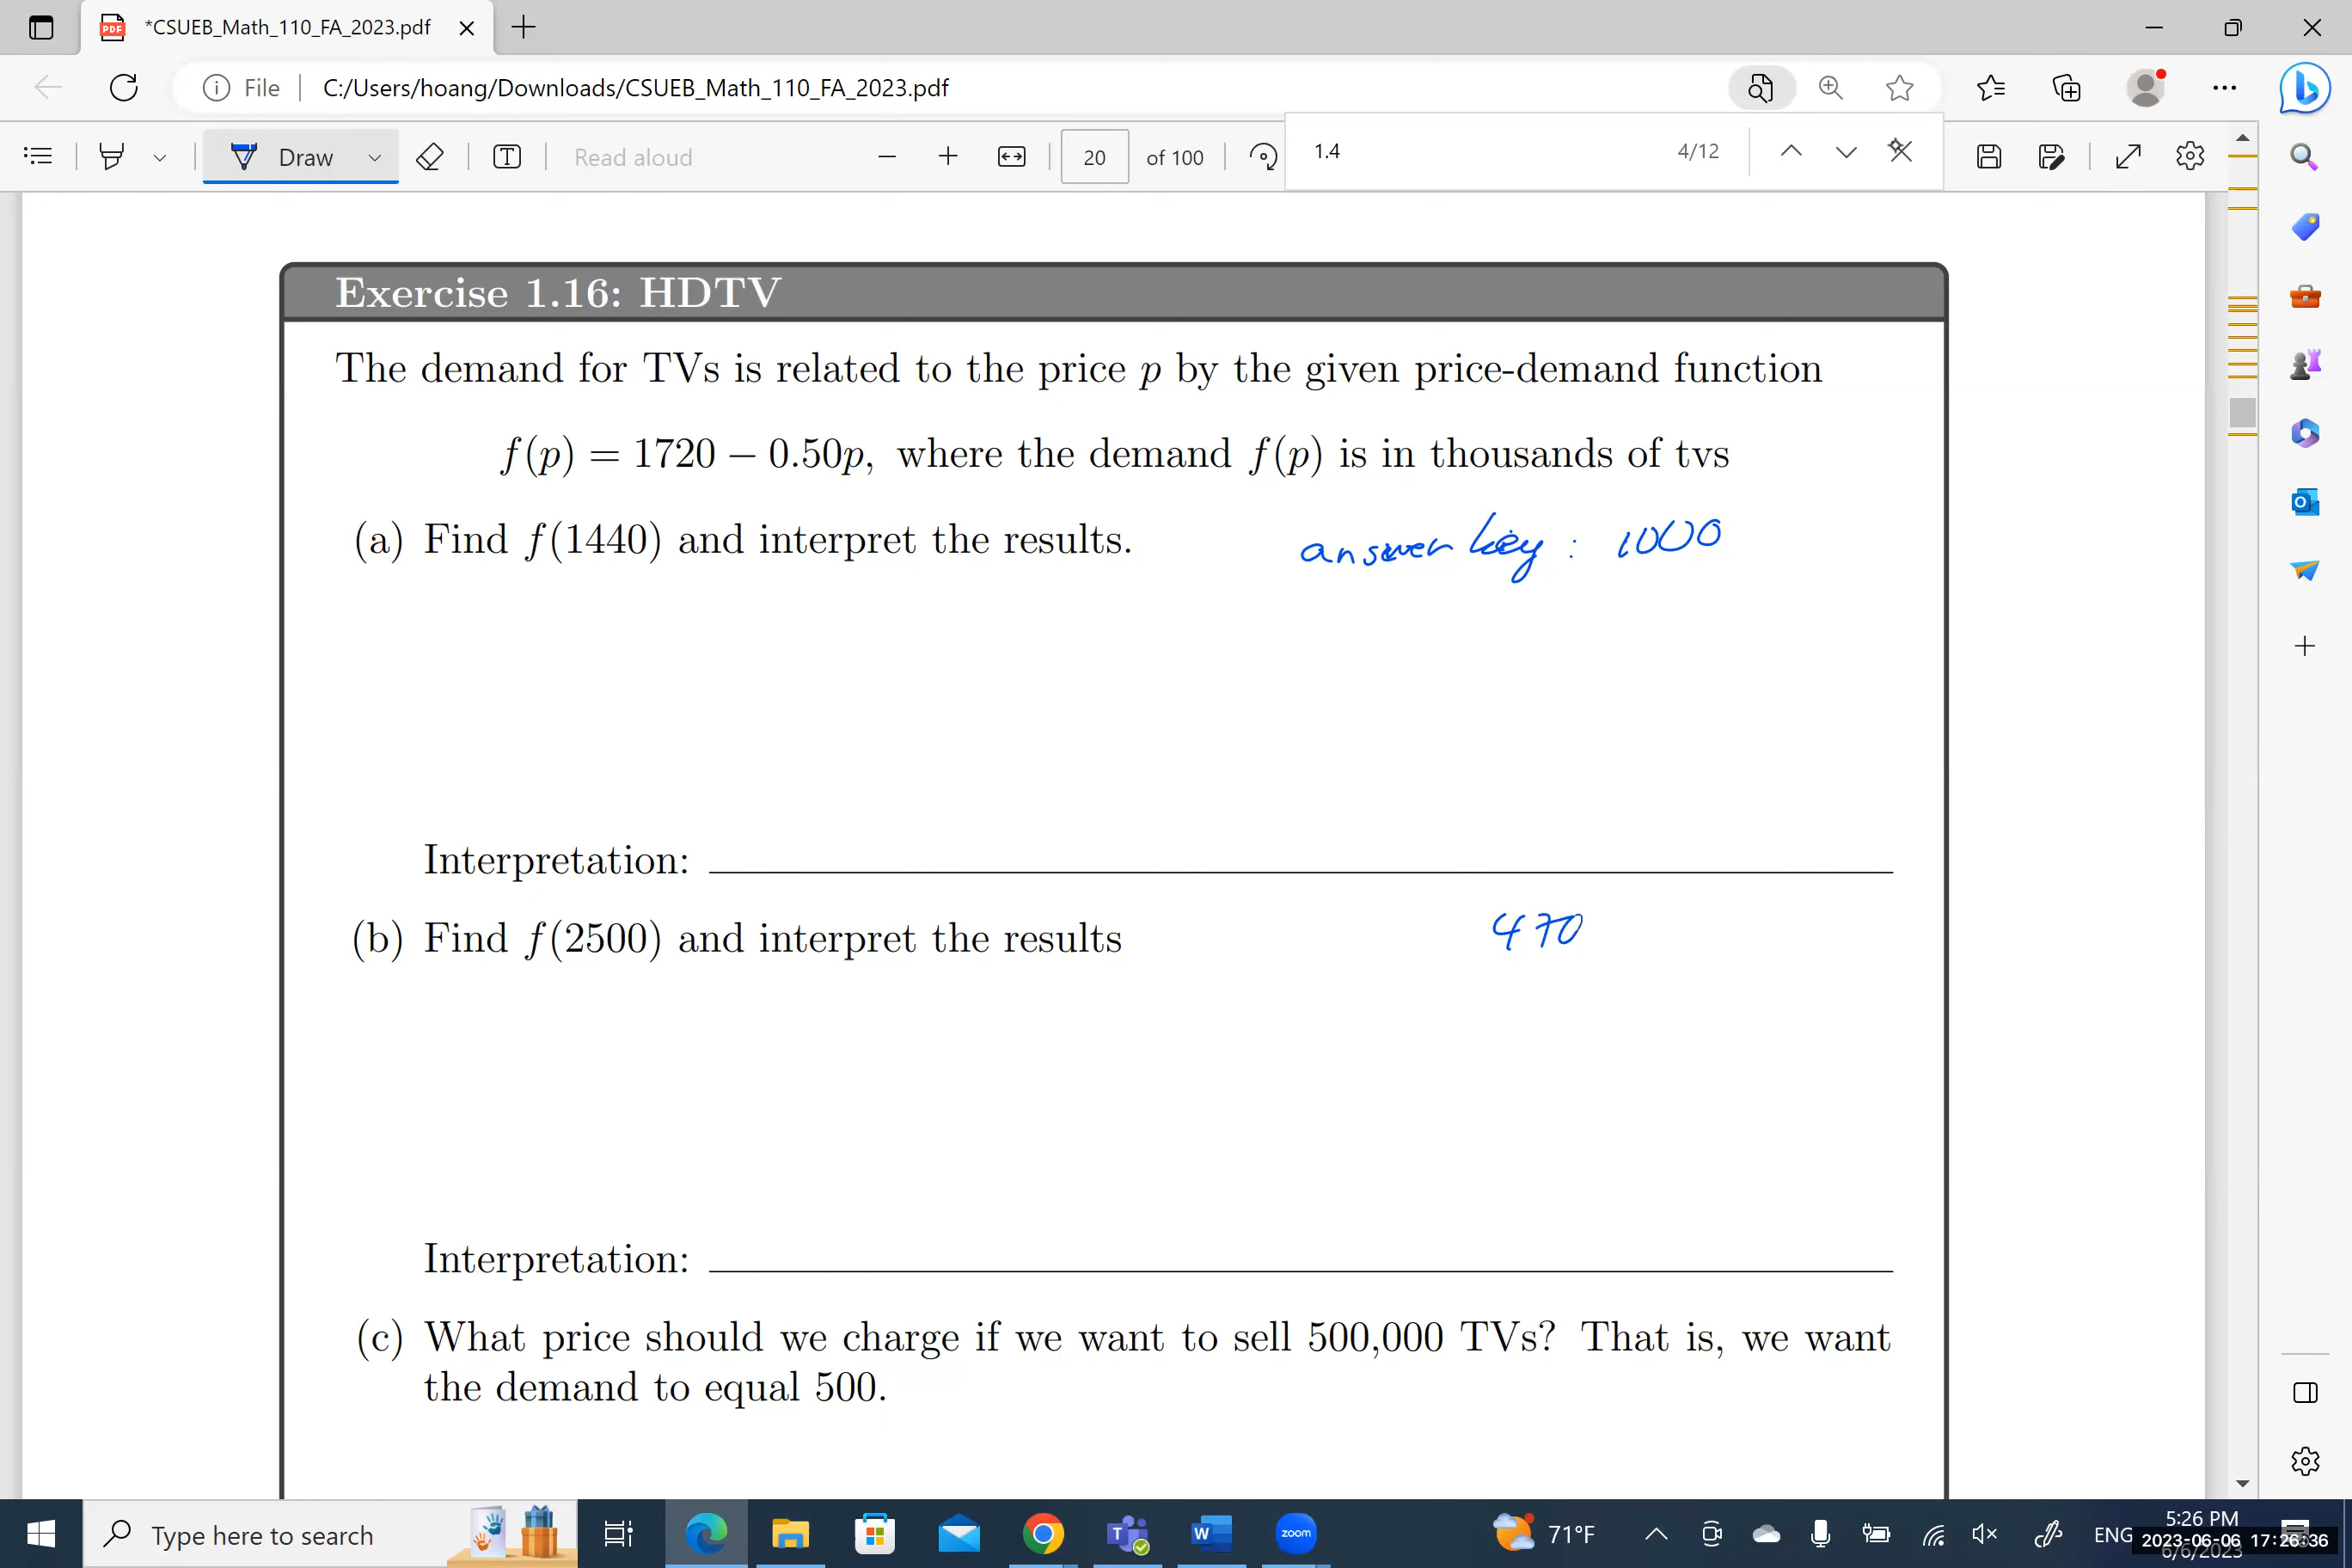 *CSUEB_Math_110_FA_2023.pdf
File | C:/Users/hoang/Downloads/CSUEB_Math_110_FA_2023.pdf
Draw T Read aloud 20 of 100 1.4 4/12
Exercise 1.16: HDTV
The demand for TVs is related to the price p by the given price-demand function
f(p) = 1720 − 0.50p, where the demand f(p) is in thousands of tvs
(a) Find f(1440) and interpret the results. answer key : 1000
Interpretation:
(b) Find f(2500) and interpret the results 470
Interpretation:
(c) What price should we charge if we want to sell 500,000 TVs? That is, we want
the demand to equal 500.
Type here to search zoom 71°F ENG 5:26 PM
2023-06-06 17:26:36
6/6/2023